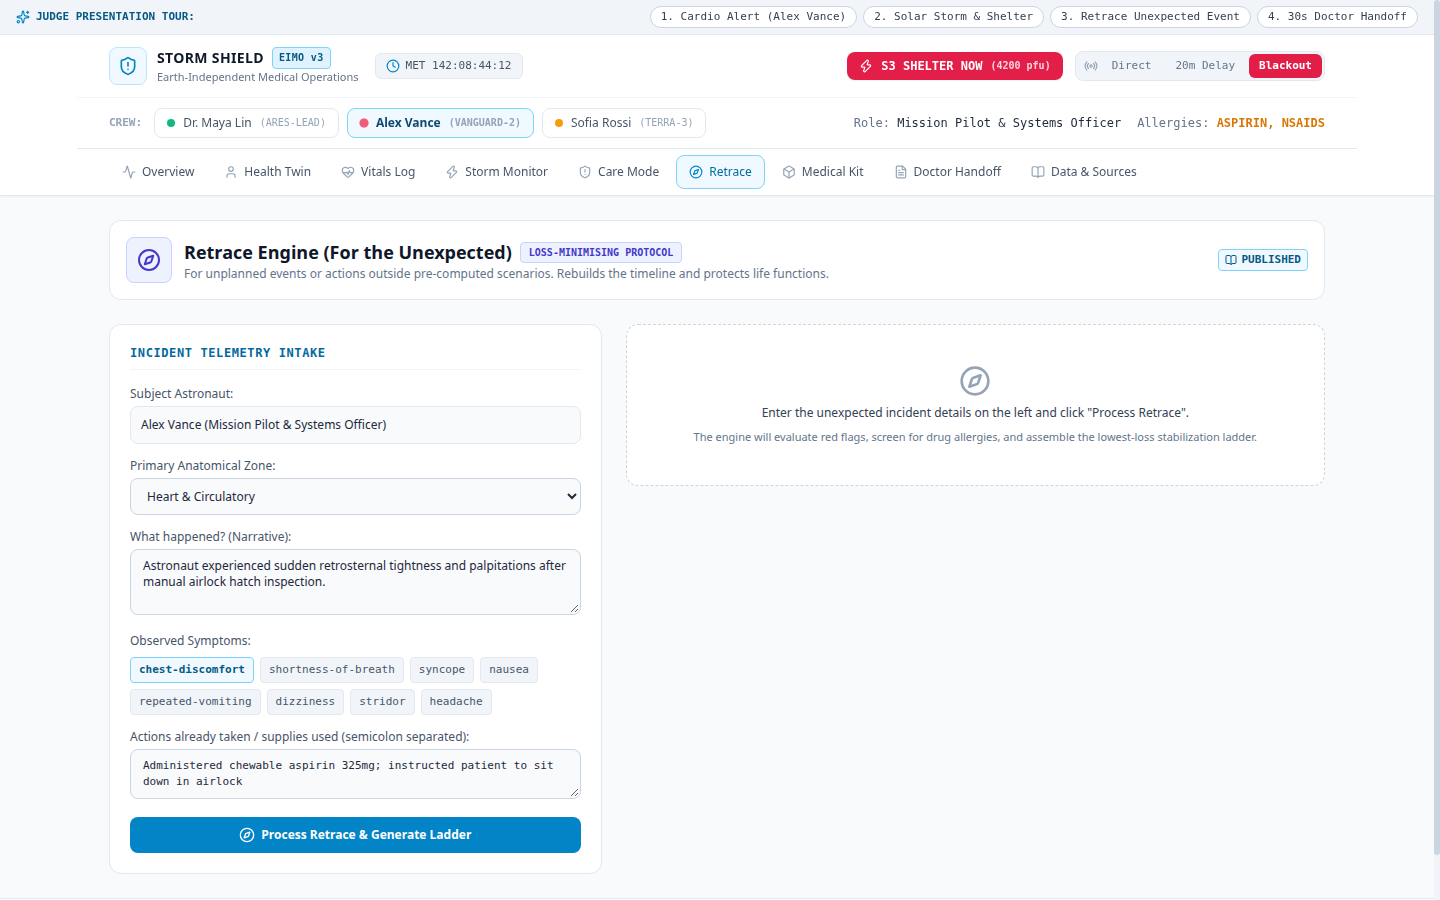 JUDGE PRESENTATION TOUR:
1. Cardio Alert (Alex Vance)
2. Solar Storm & Shelter
3. Retrace Unexpected Event
4. 30s Doctor Handoff
STORM SHIELD
EIMO v3
Earth-Independent Medical Operations
MET 142:08:44:12
S3 SHELTER NOW (4200 pfu)
Direct
20m Delay
Blackout
CREW:
Dr. Maya Lin (ARES-LEAD)
Alex Vance (VANGUARD-2)
Sofia Rossi (TERRA-3)
Role: Mission Pilot & Systems Officer
Allergies: ASPIRIN, NSAIDS
Overview
Health Twin
Vitals Log
Storm Monitor
Care Mode
Retrace
Medical Kit
Doctor Handoff
Data & Sources
Retrace Engine (For the Unexpected)
LOSS-MINIMISING PROTOCOL
For unplanned events or actions outside pre-computed scenarios. Rebuilds the timeline and protects life functions.
PUBLISHED
INCIDENT TELEMETRY INTAKE
Subject Astronaut:
Alex Vance (Mission Pilot & Systems Officer)
Primary Anatomical Zone:
Heart & Circulatory
What happened? (Narrative):
Astronaut experienced sudden retrosternal tightness and palpitations after
manual airlock hatch inspection.
Observed Symptoms:
chest-discomfort
shortness-of-breath
syncope
nausea
repeated-vomiting
dizziness
stridor
headache
Actions already taken / supplies used (semicolon separated):
Administered chewable aspirin 325mg; instructed patient to sit
down in airlock
Process Retrace & Generate Ladder
Enter the unexpected incident details on the left and click "Process Retrace".
The engine will evaluate red flags, screen for drug allergies, and assemble the lowest-loss stabilization ladder.